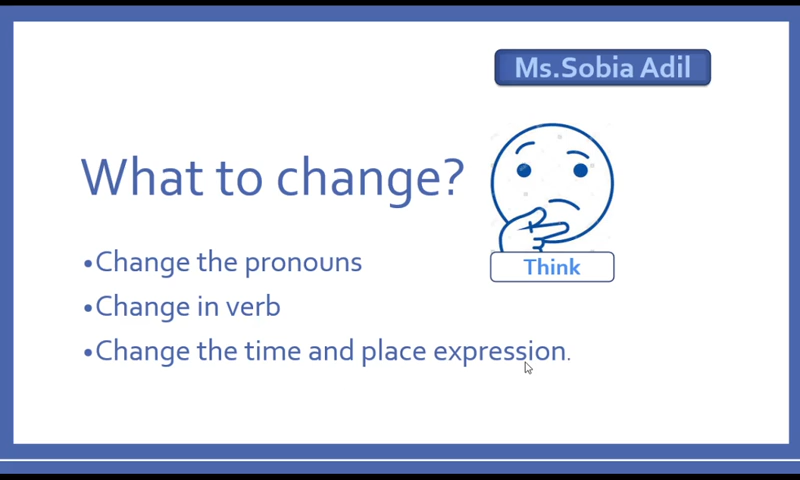 Ms.Sobia Adil
What to change?
Think
•Change the pronouns
•Change in verb
•Change the time and place expression.